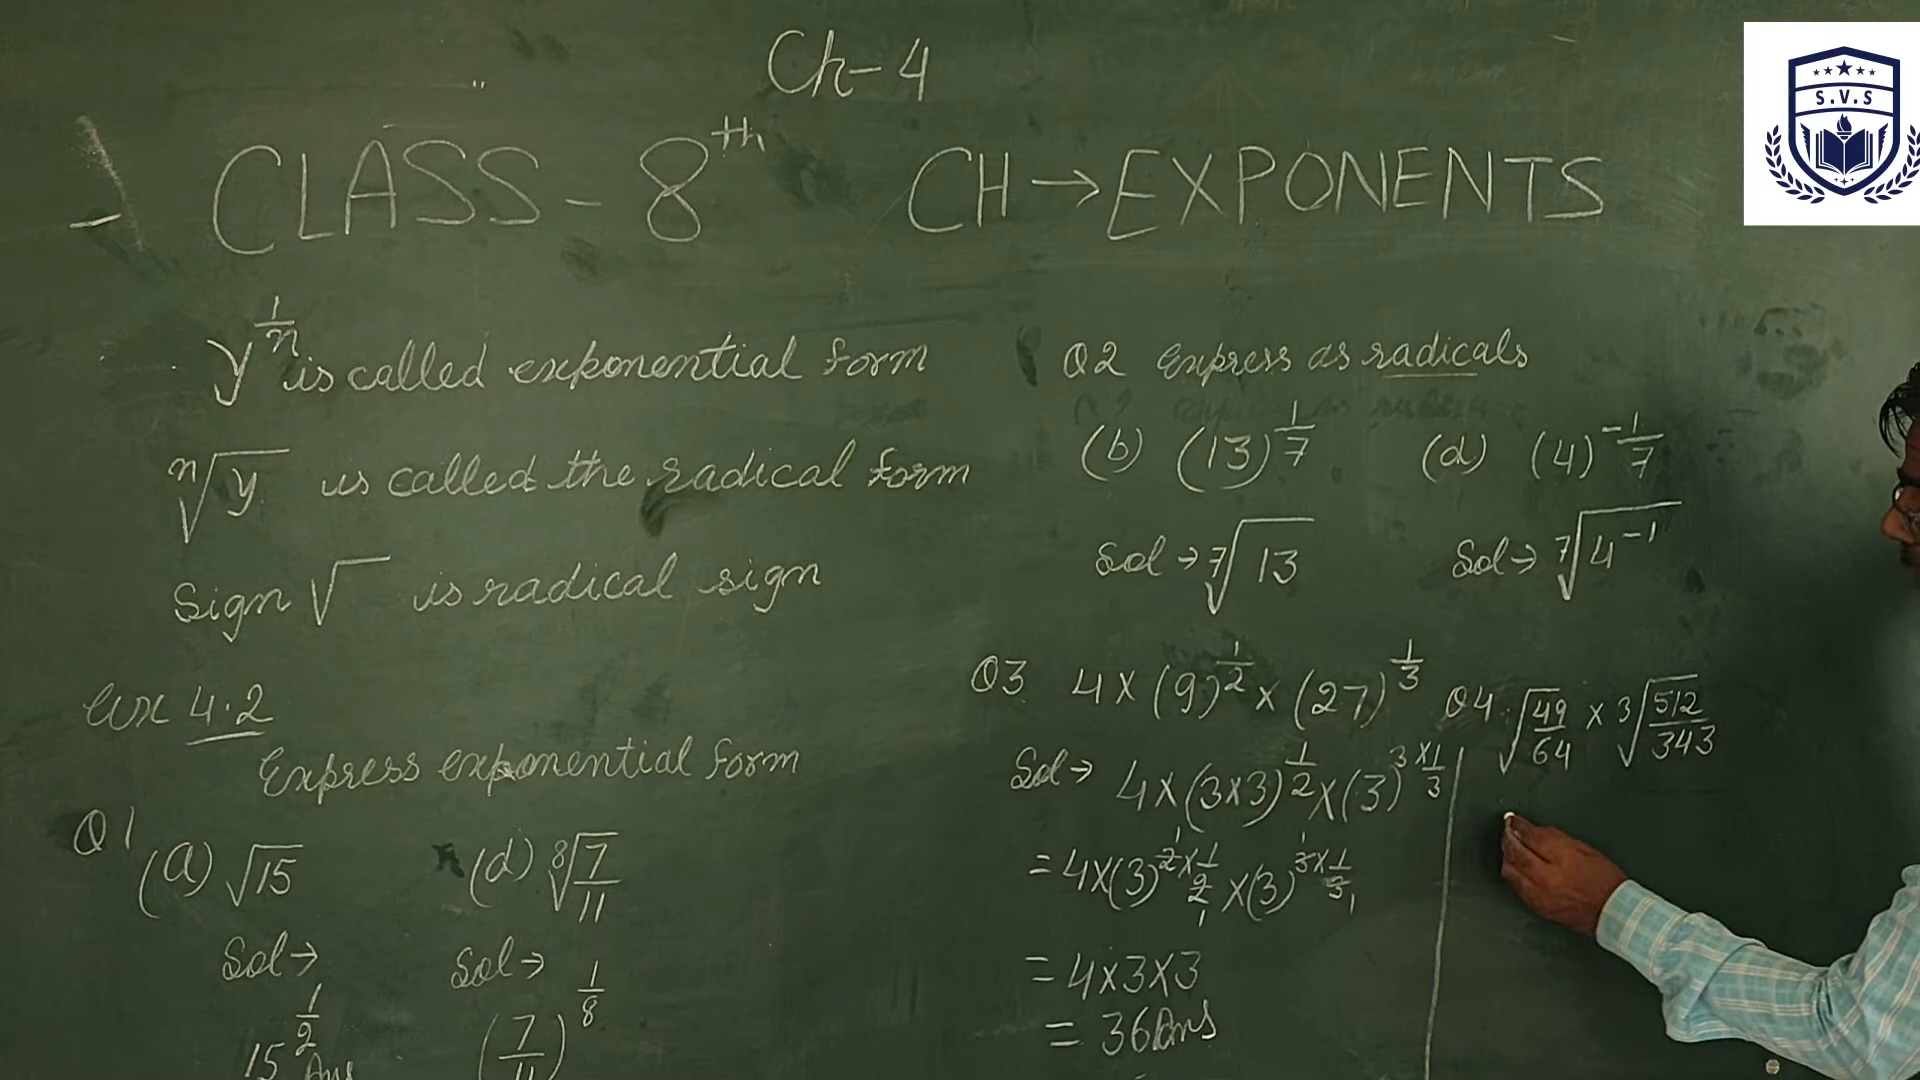 Ch-4
CLASS - 8th CH → EXPONENTS
y^(1/n) is called exponential form
ⁿ√y is called the radical form
Sign √ is radical sign
Ex 4.2
Express exponential form
Q1
(a) √15 (d) ⁸√(7/11)
Sol → Sol →
15^(1/2) Ans (7/11)^(1/8)
Q2 Express as radicals
(b) (13)^(1/7) (d) (4)^(-1/7)
Sol → ⁷√13 Sol → ⁷√4⁻¹
Q3 4 × (9)^(1/2) × (27)^(1/3)
Sol → 4 × (3×3)^(1/2) × (3)^(3×1/3)
= 4 × (3)^(2×1/2) × (3)^(3×1/3)
= 4×3×3
= 36 Ans
Q4 √(49/64) × ³√(512/343)
S.V.S